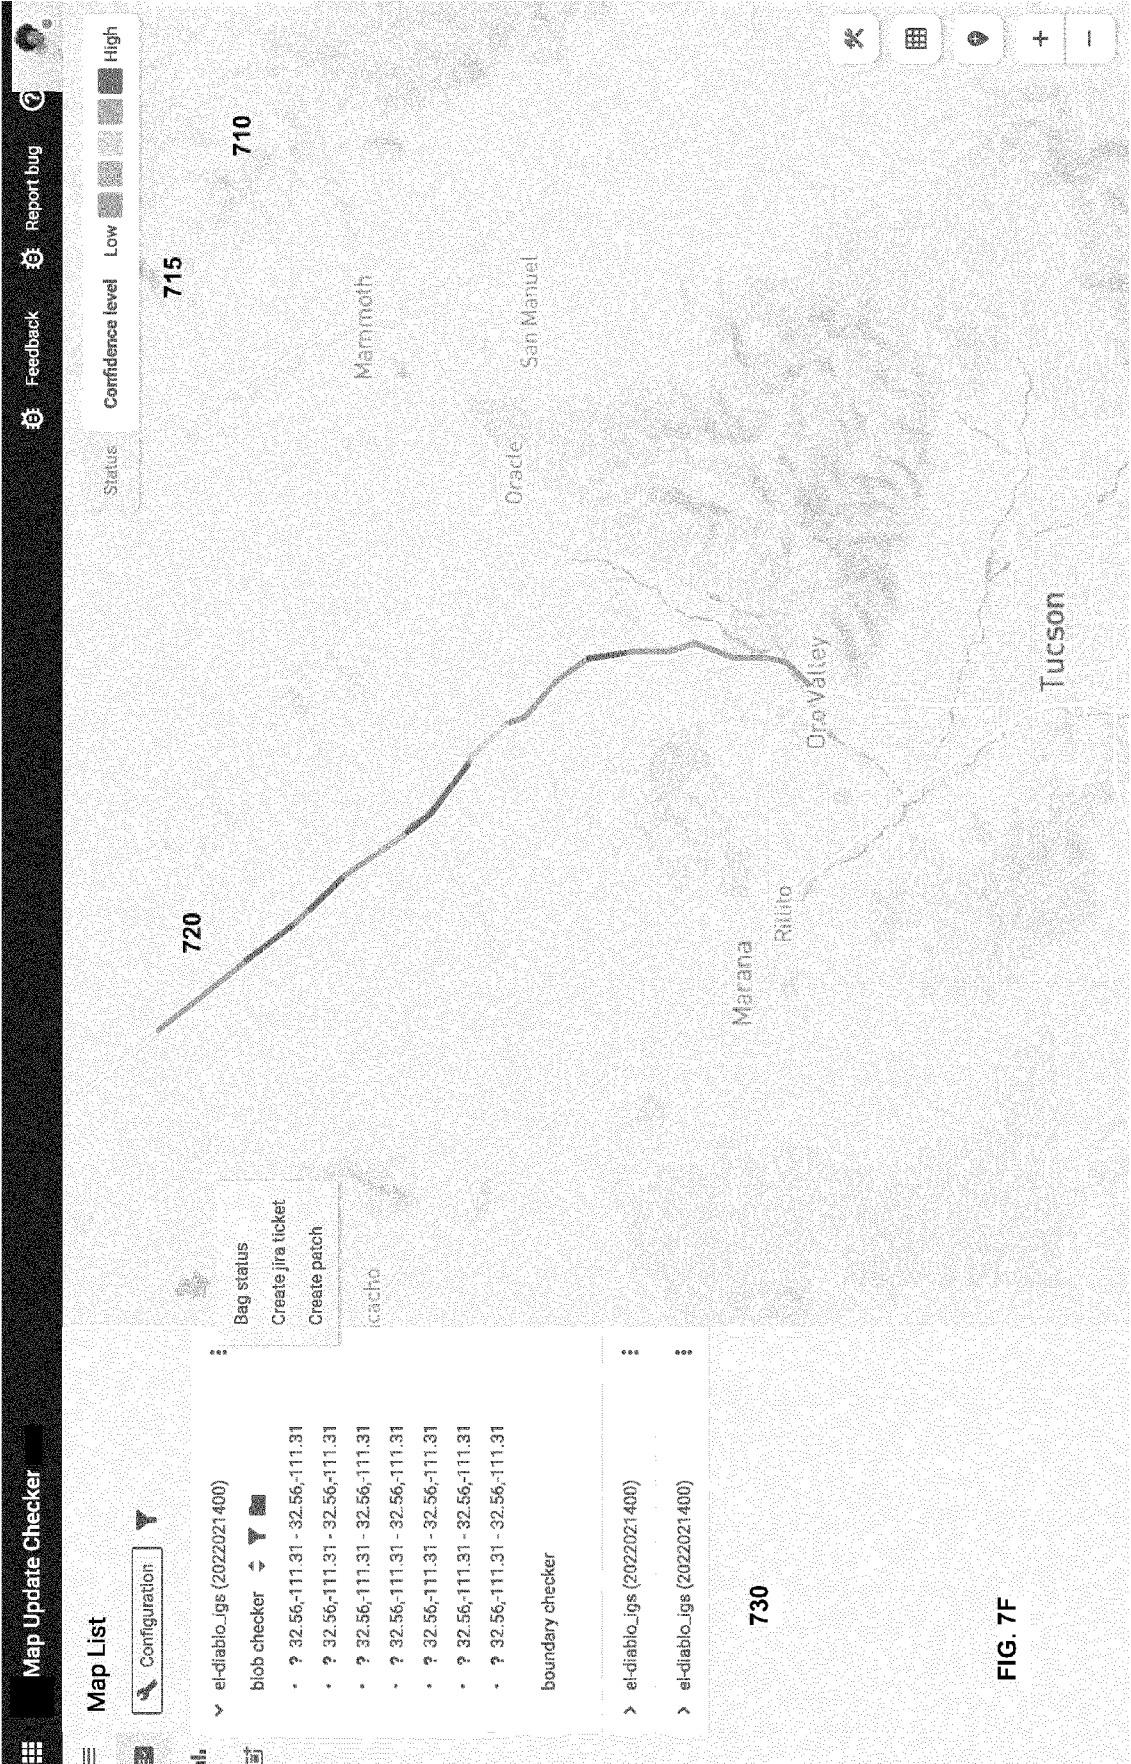 Map Update Checker
Feedback
Report bug
Map List
Configuration
el-diablo_igs (2022021400)
blob checker
? 32.56,-111.31 - 32.56,-111.31
? 32.56,-111.31 - 32.56,-111.31
? 32.56,-111.31 - 32.56,-111.31
? 32.56,-111.31 - 32.56,-111.31
? 32.56,-111.31 - 32.56,-111.31
? 32.56,-111.31 - 32.56,-111.31
? 32.56,-111.31 - 32.56,-111.31
boundary checker
el-diablo_igs (2022021400)
el-diablo_igs (2022021400)
730
Bag status
Create jira ticket
Create patch
icacho
Status
Confidence level Low High
715
710
720
Mammoth
San Manuel
Oracle
Oro Valley
Rillito
Marana
Tucson
+
−
FIG. 7F